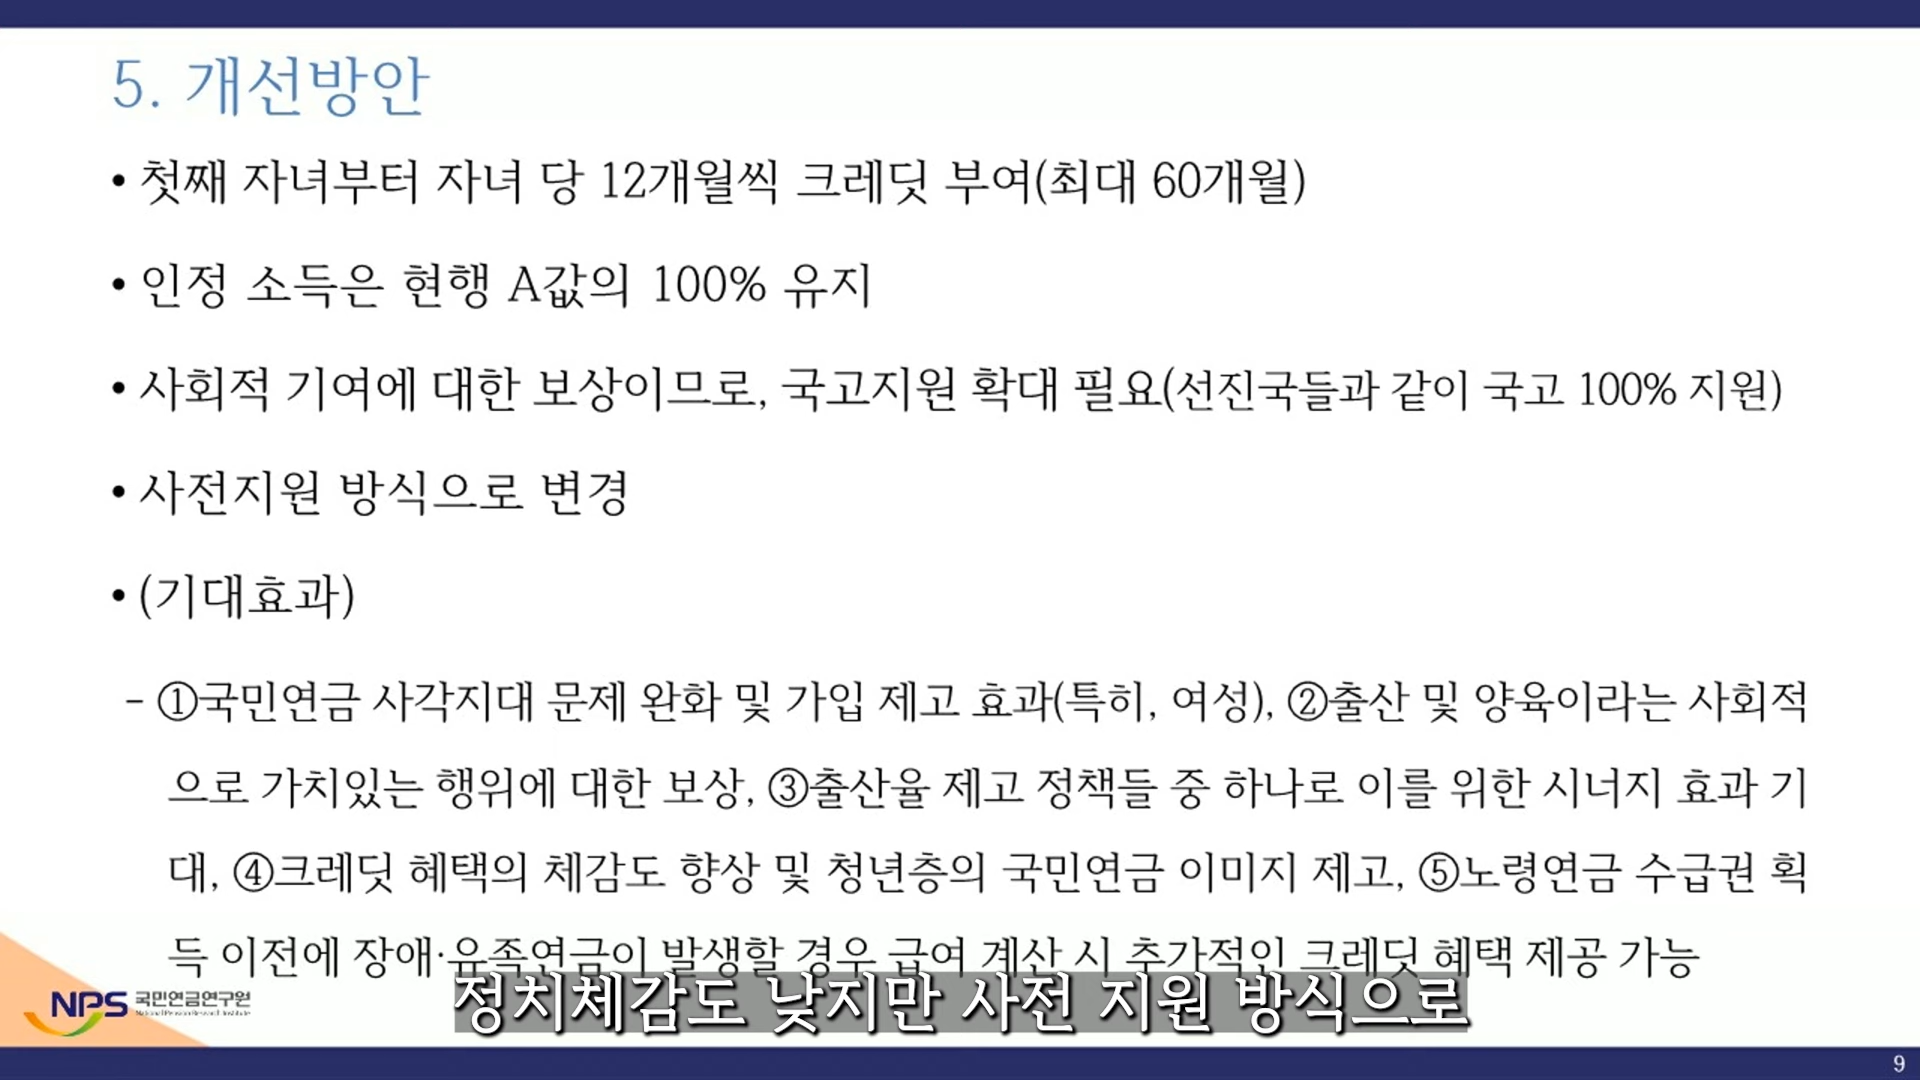 5. 개선방안
• 첫째 자녀부터 자녀 당 12개월씩 크레딧 부여(최대 60개월)
• 인정 소득은 현행 A값의 100% 유지
• 사회적 기여에 대한 보상이므로, 국고지원 확대 필요(선진국들과 같이 국고 100% 지원)
• 사전지원 방식으로 변경
• (기대효과)
- ①국민연금 사각지대 문제 완화 및 가입 제고 효과(특히, 여성), ②출산 및 양육이라는 사회적
으로 가치있는 행위에 대한 보상, ③출산율 제고 정책들 중 하나로 이를 위한 시너지 효과 기
대, ④크레딧 혜택의 체감도 향상 및 청년층의 국민연금 이미지 제고, ⑤노령연금 수급권 획
득 이전에 장애·유족연금이 발생할 경우 급여 계산 시 추가적인 크레딧 혜택 제공 가능
정치체감도 낮지만 사전 지원 방식으로
NPS 국민연금연구원
National Pension Research Institute
9